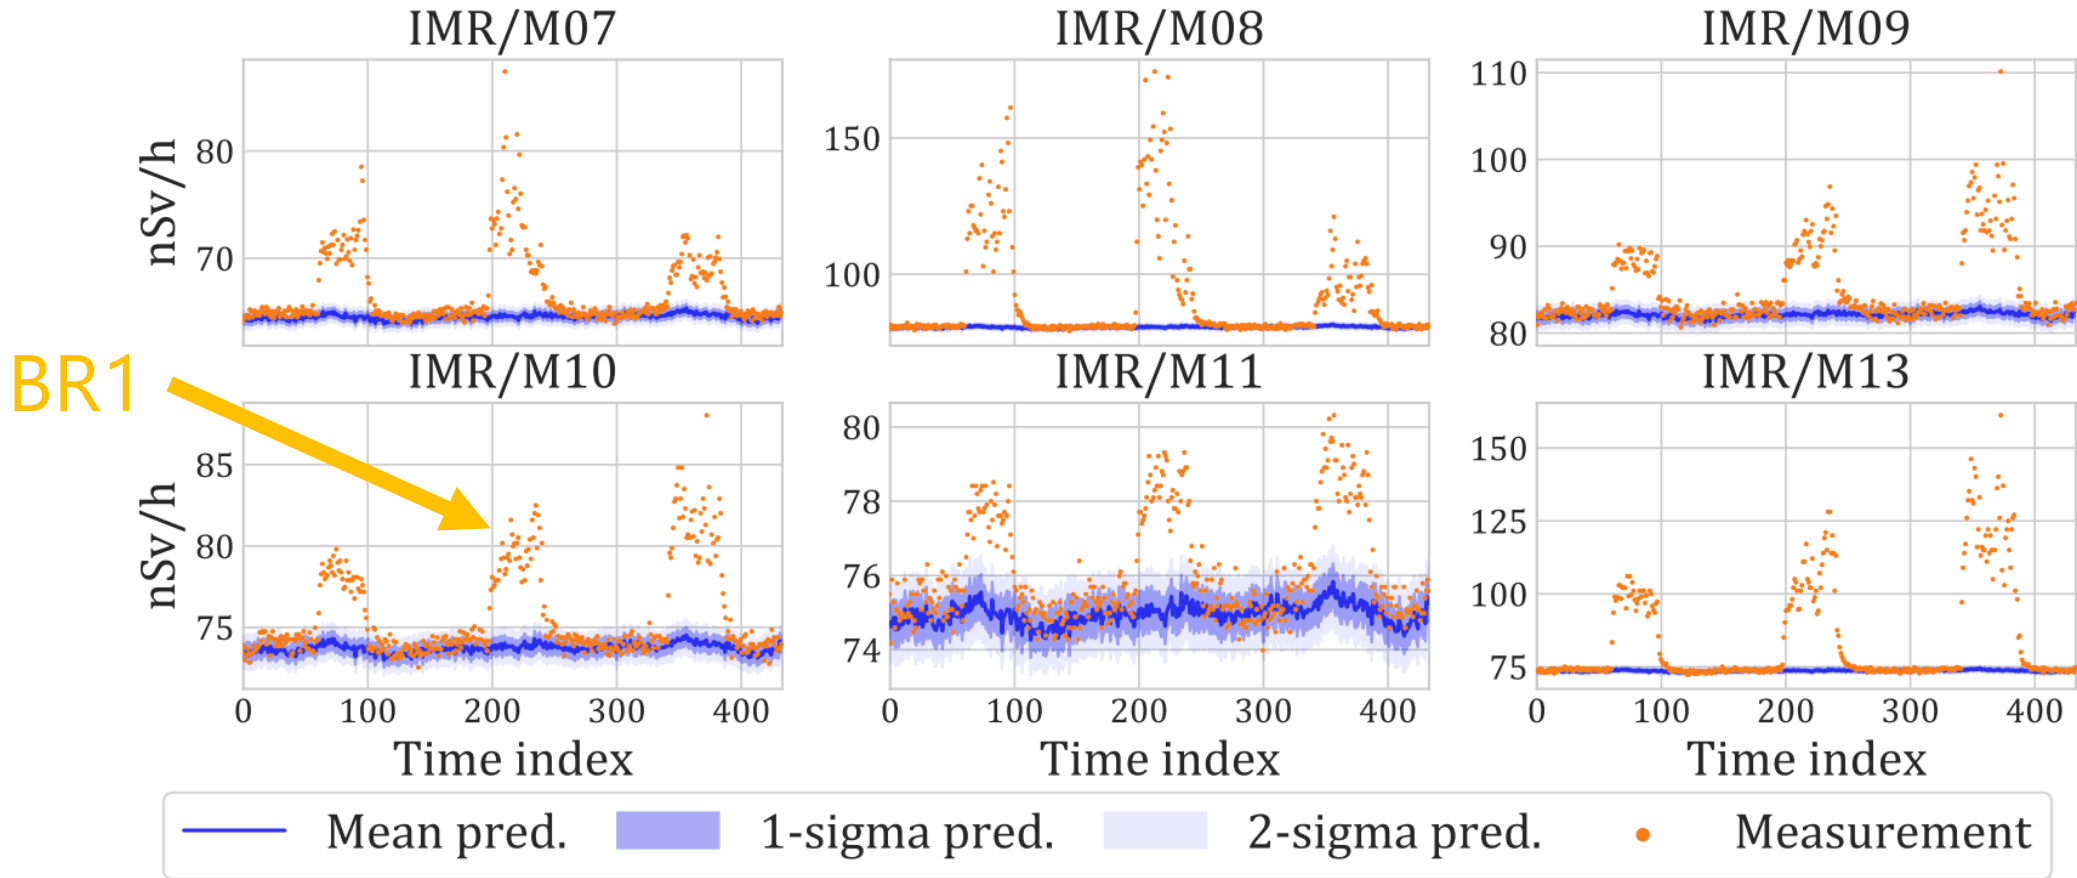 IMR/M07 IMR/M08 IMR/M09
nSv/h 80 70 150 100 110 100 90 80
BR1
IMR/M10 IMR/M11 IMR/M13
nSv/h 85 80 75 80 78 76 74 150 125 100 75
0 100 200 300 400 0 100 200 300 400 0 100 200 300 400
Time index Time index Time index
Mean pred. 1-sigma pred. 2-sigma pred. Measurement